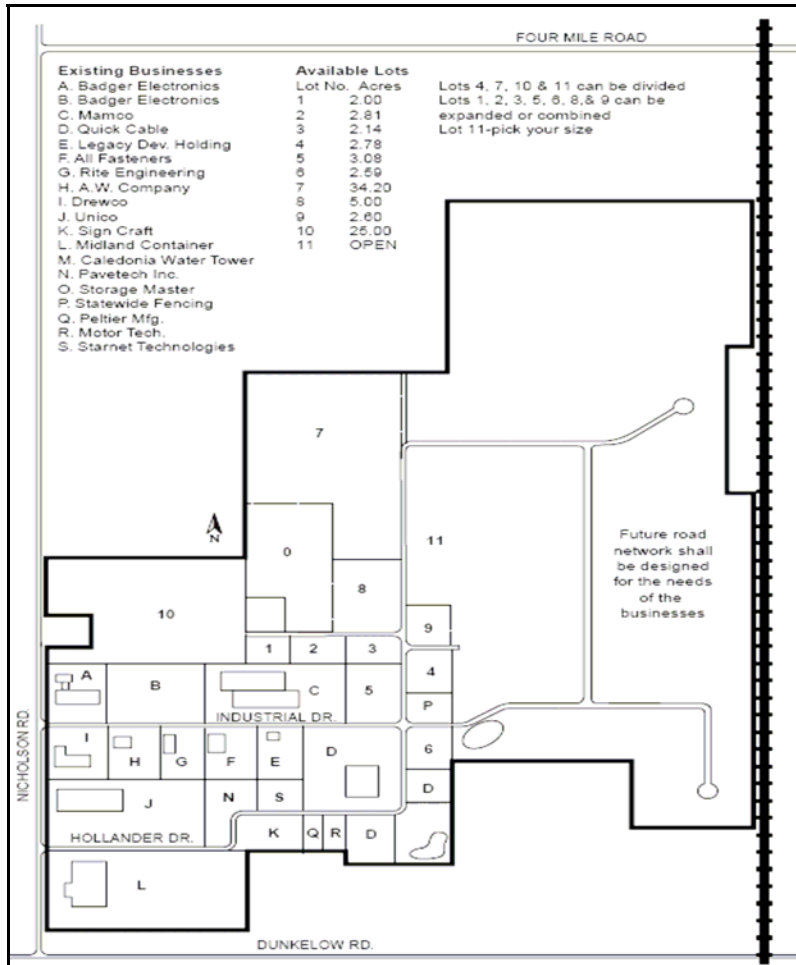 FOUR MILE ROAD
Existing Businesses
A. Badger Electronics
B. Badger Electronics
C. Mamco
D. Quick Cable
E. Legacy Dev. Holding
F. All Fasteners
G. Rite Engineering
H. A.W. Company
I. Drewco
J. Unico
K. Sign Craft
L. Midland Container
M. Caledonia Water Tower
N. Pavetech Inc.
O. Storage Master
P. Statewide Fencing
Q. Peltier Mfg.
R. Motor Tech.
S. Starnet Technologies
Available Lots
Lot No. Acres
1 2.00
2 2.81
3 2.14
4 2.78
5 3.08
6 2.59
7 34.20
8 5.00
9 2.60
10 25.00
11 OPEN
Lots 4, 7, 10 & 11 can be divided
Lots 1, 2, 3, 5, 6, 8,& 9 can be
expanded or combined
Lot 11-pick your size
7
N
0
11
Future road
network shall
be designed
for the needs
of the
businesses
8
10
9
1 2 3
A B C 5 4
P
INDUSTRIAL DR.
NICHOLSON RD.
I H G F E D 6
J N S D
HOLLANDER DR.
K Q R D
L
DUNKELOW RD.